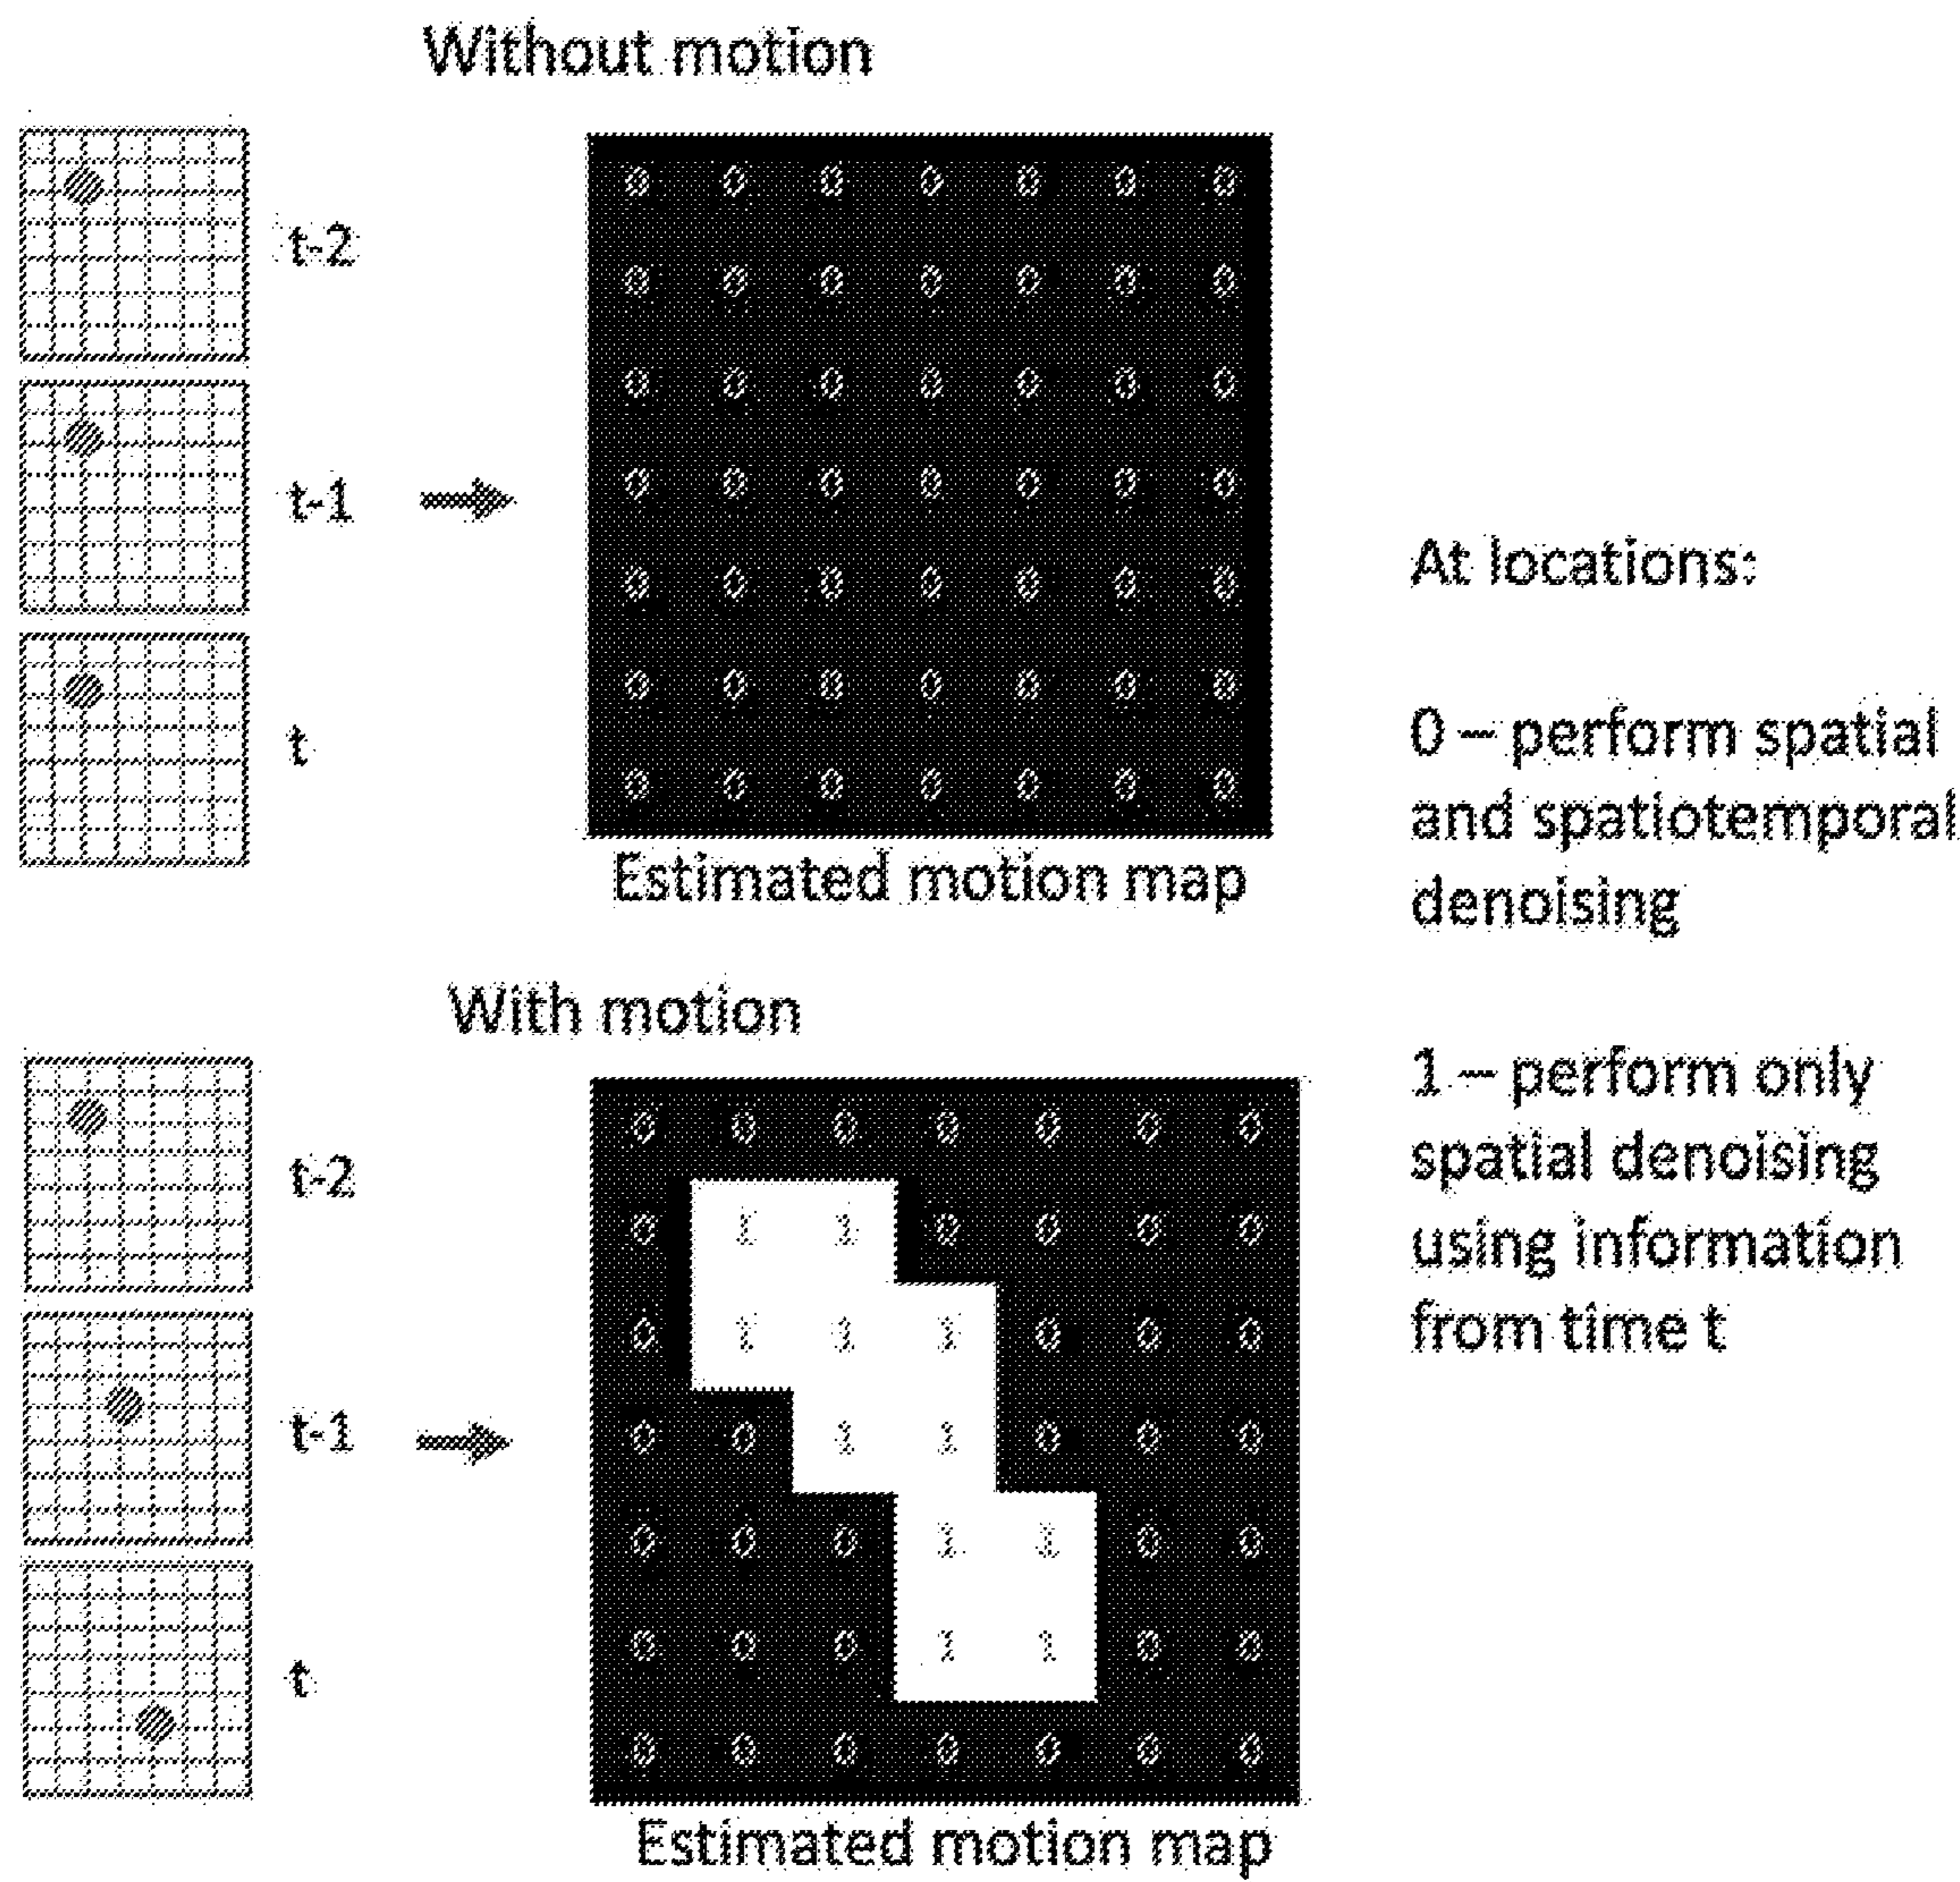 Without motion
t-2
t-1
t
0 0 0 0 0 0 0
0 0 0 0 0 0 0
0 0 0 0 0 0 0
0 0 0 0 0 0 0
0 0 0 0 0 0 0
0 0 0 0 0 0 0
0 0 0 0 0 0 0
Estimated motion map
With motion
t-2
t-1
t
0 0 0 0 0 0 0
0 1 1 0 0 0 0
0 1 1 1 0 0 0
0 0 1 1 0 0 0
0 0 0 1 1 0 0
0 0 0 1 1 0 0
0 0 0 0 0 0 0
Estimated motion map
At locations:
0 – perform spatial
and spatiotemporal
denoising
1 – perform only
spatial denoising
using information
from time t